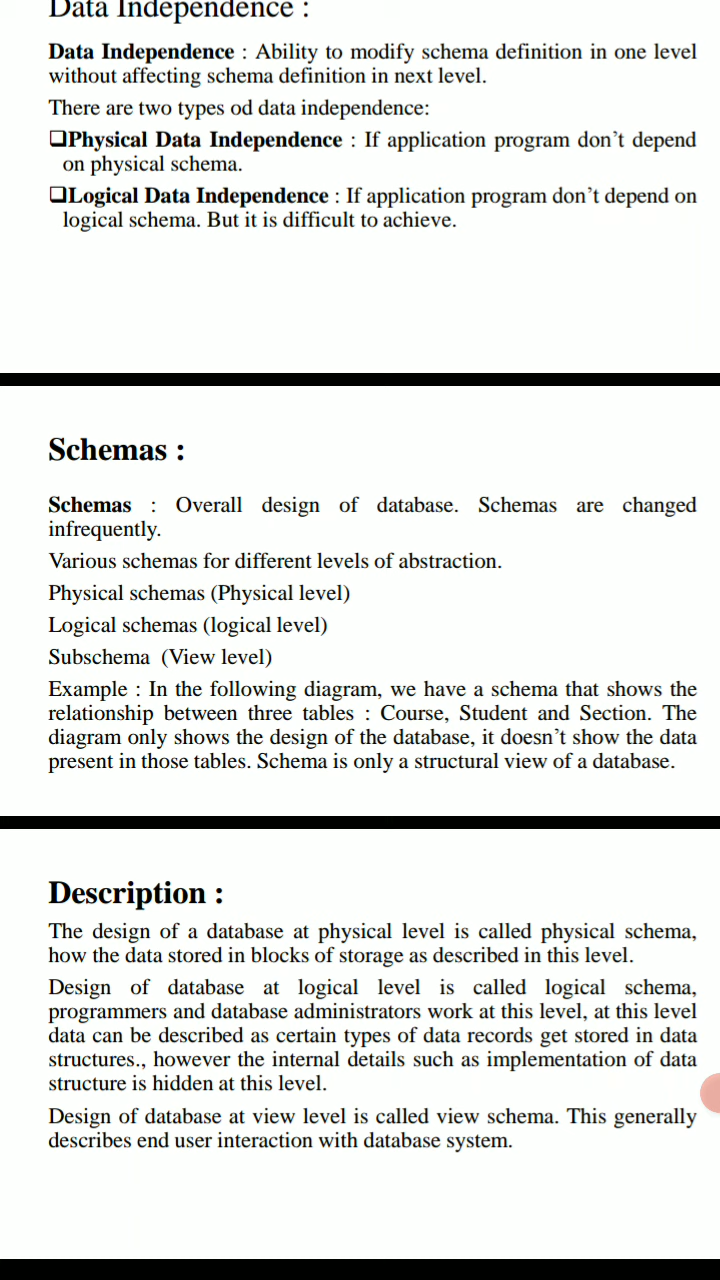 Data Independence :
Data Independence : Ability to modify schema definition in one level
without affecting schema definition in next level.
There are two types od data independence:
❑Physical Data Independence : If application program don’t depend
on physical schema.
❑Logical Data Independence : If application program don’t depend on
logical schema. But it is difficult to achieve.
Schemas :
Schemas : Overall design of database. Schemas are changed
infrequently.
Various schemas for different levels of abstraction.
Physical schemas (Physical level)
Logical schemas (logical level)
Subschema (View level)
Example : In the following diagram, we have a schema that shows the
relationship between three tables : Course, Student and Section. The
diagram only shows the design of the database, it doesn’t show the data
present in those tables. Schema is only a structural view of a database.
Description :
The design of a database at physical level is called physical schema,
how the data stored in blocks of storage as described in this level.
Design of database at logical level is called logical schema,
programmers and database administrators work at this level, at this level
data can be described as certain types of data records get stored in data
structures., however the internal details such as implementation of data
structure is hidden at this level.
Design of database at view level is called view schema. This generally
describes end user interaction with database system.